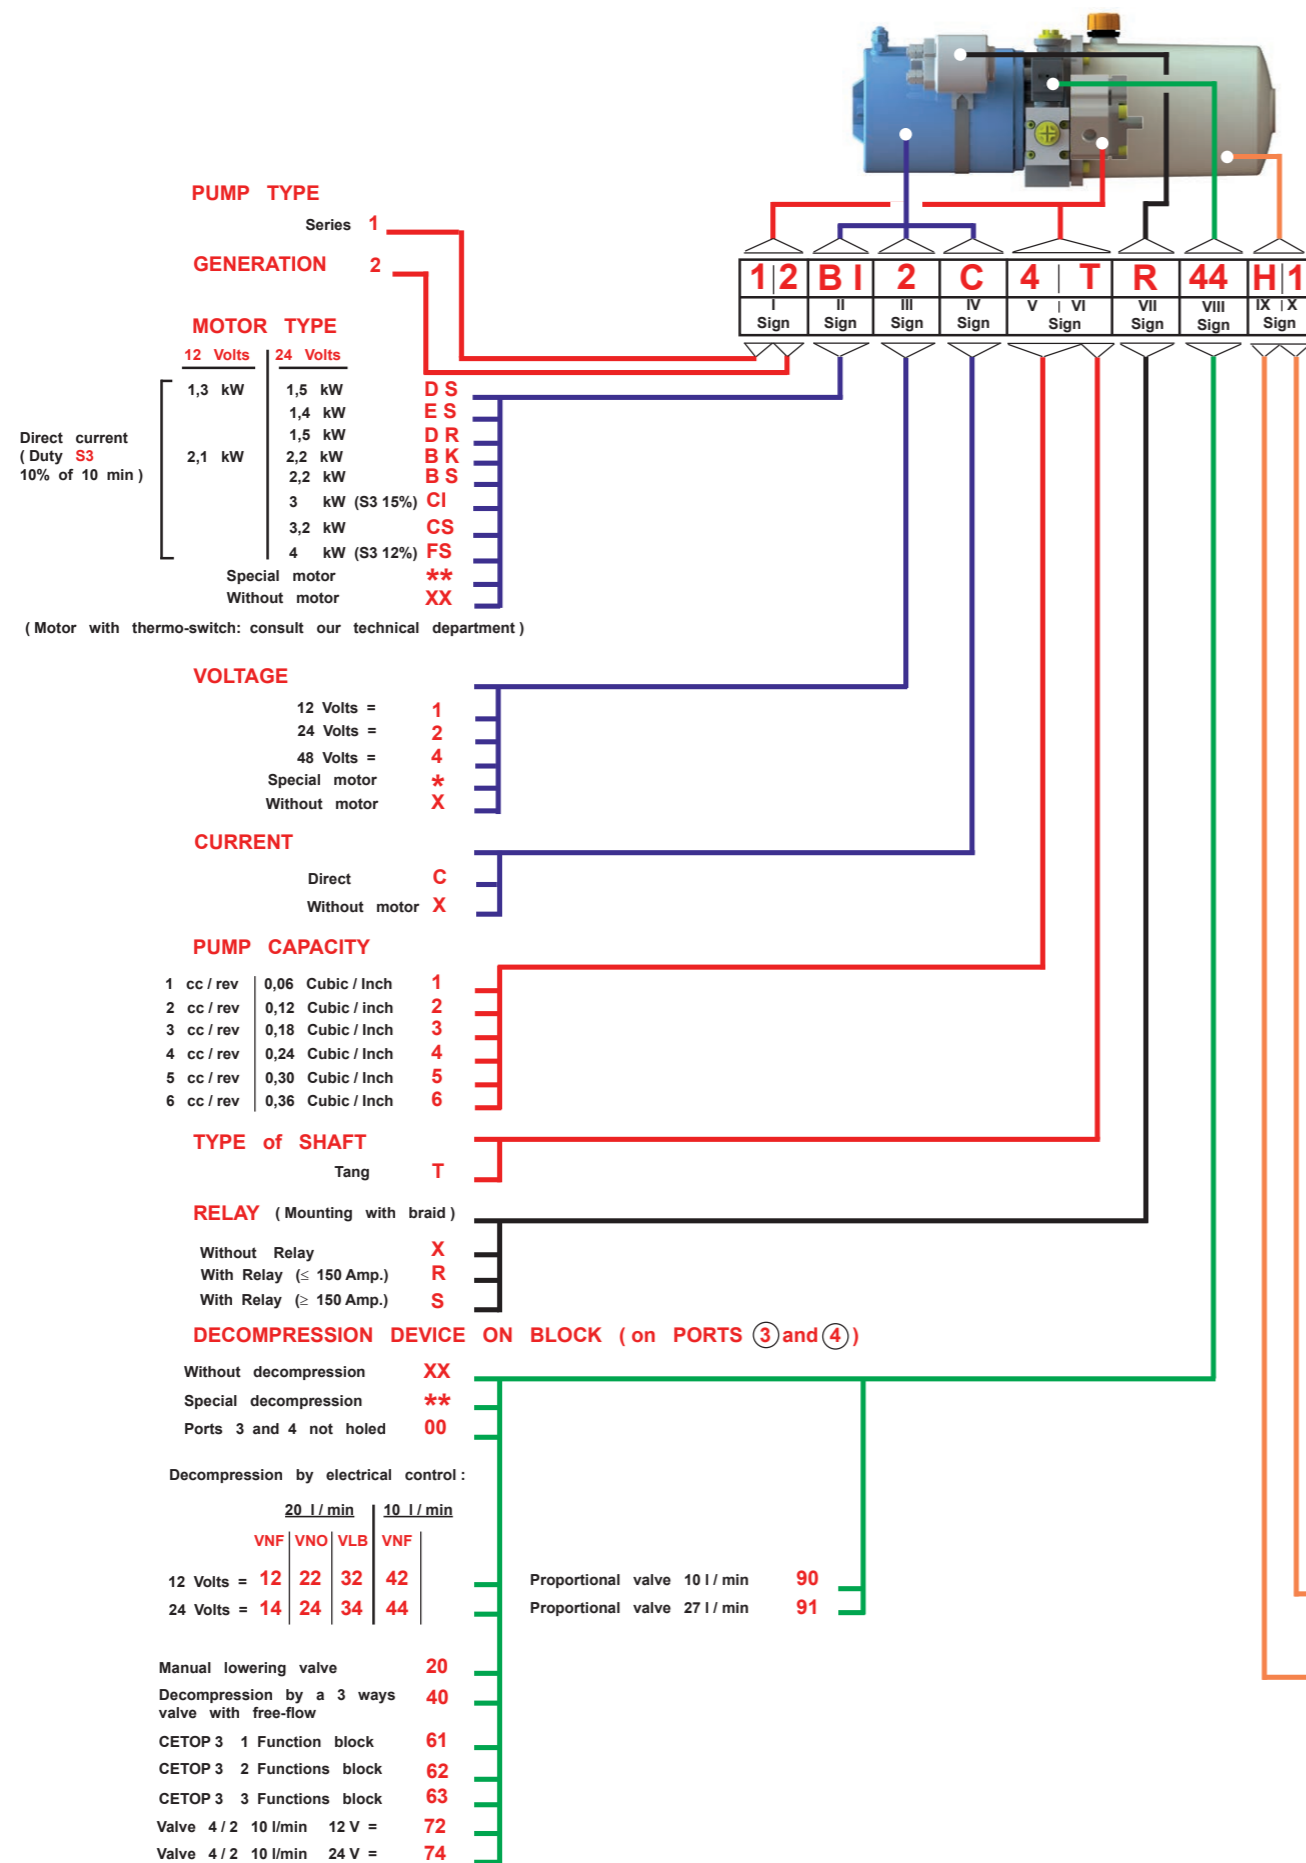 PUMP TYPE
Series 1
GENERATION 2
1|2 BI 2 C 4 | T R 44 H|1
I II III IV V | VI VII VIII IX | X
Sign Sign Sign Sign Sign Sign Sign Sign
MOTOR TYPE
12 Volts 24 Volts
1,3 kW 1,5 kW D S
1,4 kW E S
1,5 kW D R
2,1 kW 2,2 kW B K
2,2 kW B S
3 kW (S3 15%) CI
3,2 kW CS
4 kW (S3 12%) FS
Direct current
( Duty S3
10% of 10 min )
Special motor **
Without motor XX
( Motor with thermo-switch: consult our technical department )
VOLTAGE
12 Volts = 1
24 Volts = 2
48 Volts = 4
Special motor *
Without motor X
CURRENT
Direct C
Without motor X
PUMP CAPACITY
1 cc / rev 0,06 Cubic / Inch 1
2 cc / rev 0,12 Cubic / inch 2
3 cc / rev 0,18 Cubic / Inch 3
4 cc / rev 0,24 Cubic / Inch 4
5 cc / rev 0,30 Cubic / Inch 5
6 cc / rev 0,36 Cubic / Inch 6
TYPE of SHAFT
Tang T
RELAY ( Mounting with braid )
Without Relay X
With Relay (≤ 150 Amp.) R
With Relay (≥ 150 Amp.) S
DECOMPRESSION DEVICE ON BLOCK ( on PORTS 3 and 4 )
Without decompression XX
Special decompression **
Ports 3 and 4 not holed 00
Decompression by electrical control :
20 l / min 10 l / min
VNF VNO VLB VNF
12 Volts = 12 22 32 42
24 Volts = 14 24 34 44
Proportional valve 10 l / min 90
Proportional valve 27 l / min 91
Manual lowering valve 20
Decompression by a 3 ways 40
valve with free-flow
CETOP 3 1 Function block 61
CETOP 3 2 Functions block 62
CETOP 3 3 Functions block 63
Valve 4 / 2 10 l/min 12 V = 72
Valve 4 / 2 10 l/min 24 V = 74